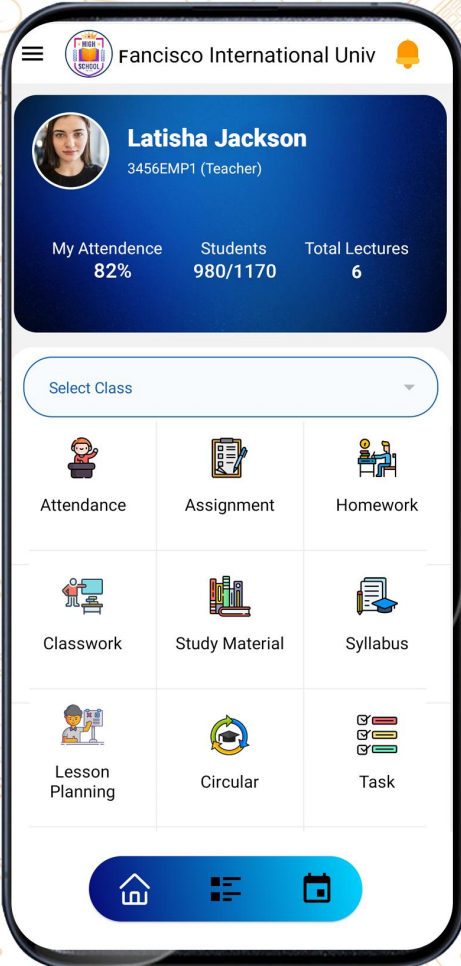 HIGH
SCHOOL
Fancisco International Univ
Latisha Jackson
3456EMP1 (Teacher)
My Attendence Students Total Lectures
82% 980/1170 6
Select Class
Attendance Assignment Homework
Classwork Study Material Syllabus
Lesson
Planning Circular Task